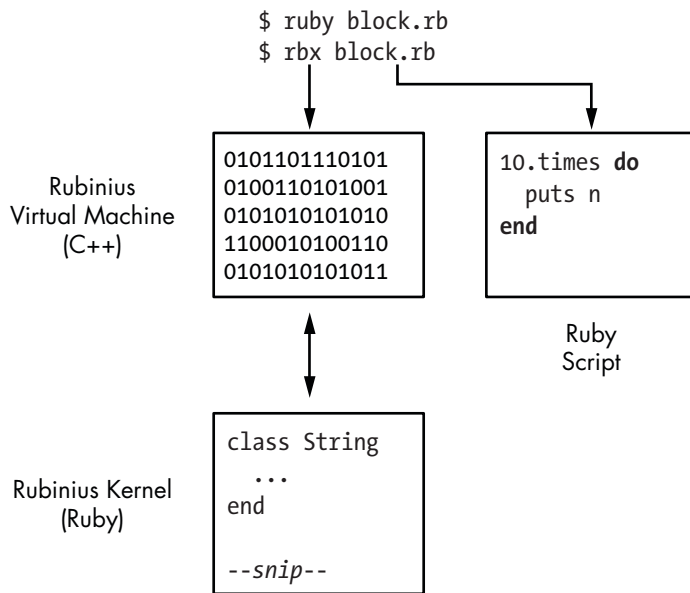 $ ruby block.rb
$ rbx block.rb
Rubinius
Virtual Machine
(C++)
0101101110101
0100110101001
0101010101010
1100010100110
0101010101011
10.times do
  puts n
end
Ruby
Script
Rubinius Kernel
(Ruby)
class String
  ...
end
--snip--